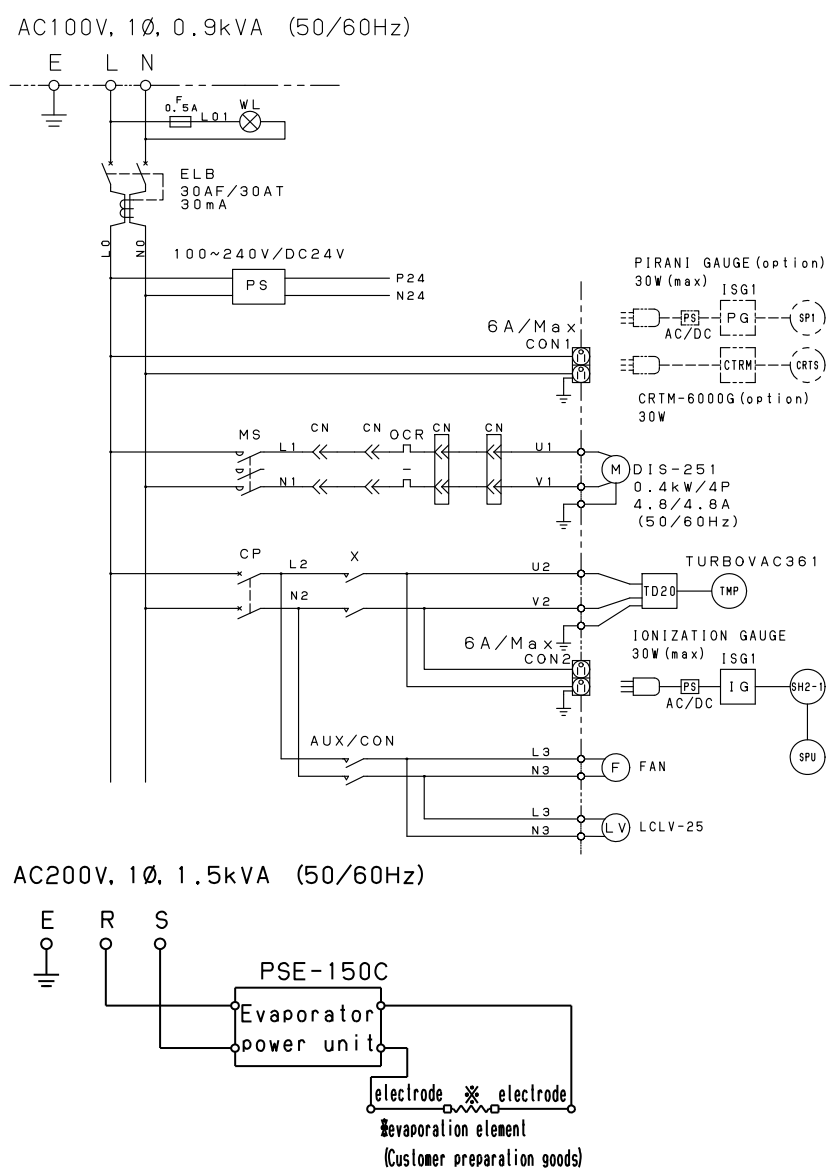 AC100V, 1Ø, 0.9kVA (50/60Hz)
E L N
F
0.5A
L01
WL
ELB
30AF/30AT
30mA
L0
N0
100~240V/DC24V
PS
P24
N24
PIRANI GAUGE(option)
30W(max)
ISG1
PS
PG
SP1
AC/DC
6A/Max
CON1
CTRM
CRTS
CRTM-6000G(option)
30W
MS
L1
CN
CN
OCR
CN
CN
U1
N1
V1
M
DIS-251
0.4kW/4P
4.8/4.8A
(50/60Hz)
CP
L2
X
U2
TURBOVAC361
N2
V2
TD20
TMP
6A/Max
CON2
IONIZATION GAUGE
30W(max)
ISG1
PS
IG
SH2-1
AC/DC
SPU
AUX/CON
L3
N3
F
FAN
L3
N3
LV
LCLV-25
AC200V, 1Ø, 1.5kVA (50/60Hz)
E R S
PSE-150C
Evaporator
power unit
electrode ※ electrode
※evaporation element
(Customer preparation goods)